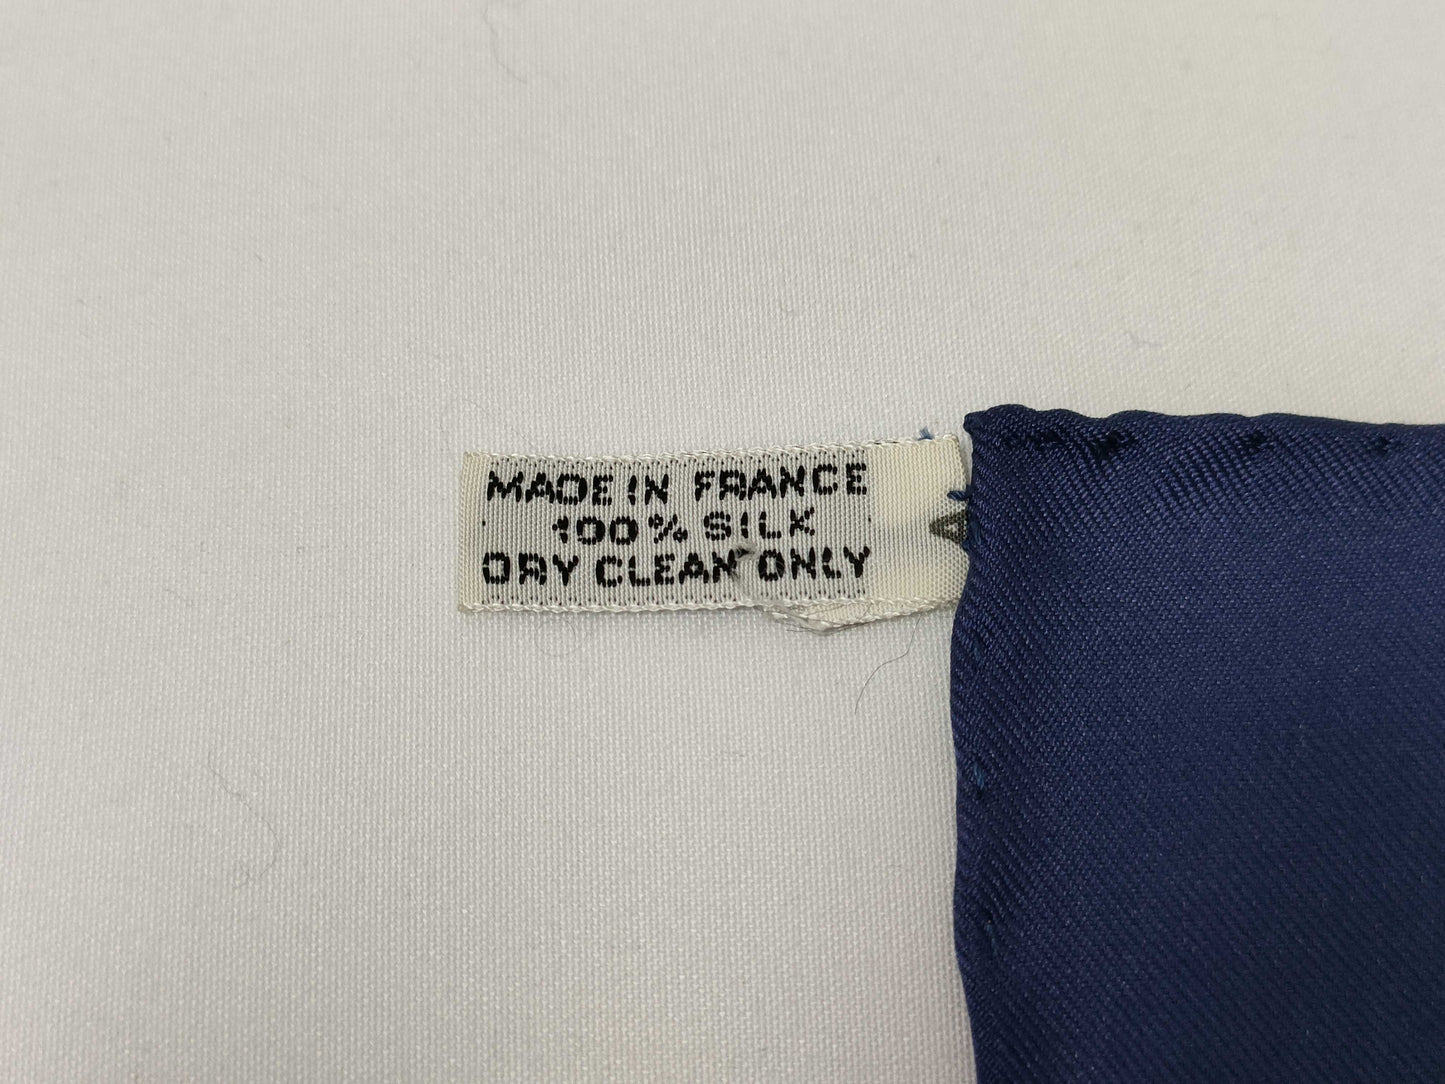 MADE IN FRANCE
100% SILK
DRY CLEAN ONLY
A